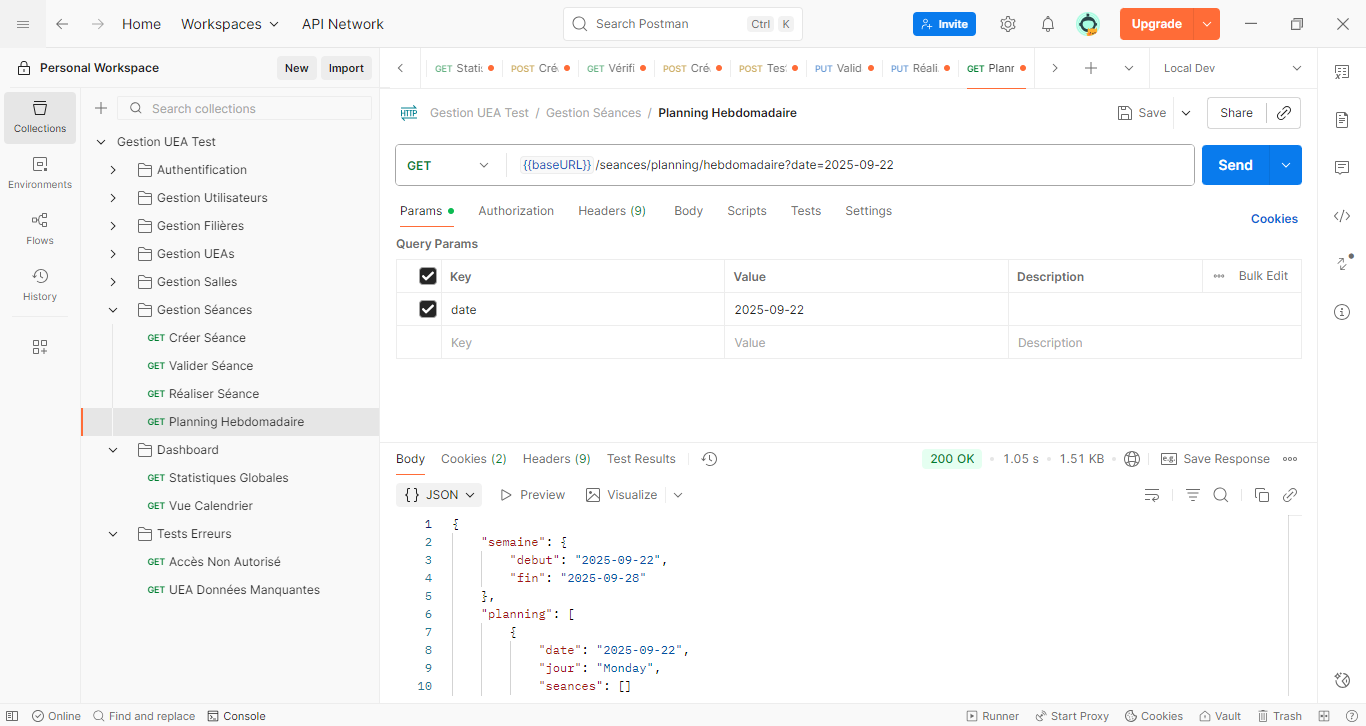 Home Workspaces API Network Search Postman Ctrl K Invite Upgrade
Personal Workspace New Import
GET Statis POST Cré GET Vérifi POST Cré POST Tes PUT Valid PUT Réali GET Planr Local Dev
Collections
Environments
Flows
History
Search collections
Gestion UEA Test
Authentification
Gestion Utilisateurs
Gestion Filières
Gestion UEAs
Gestion Salles
Gestion Séances
GET Créer Séance
GET Valider Séance
GET Réaliser Séance
GET Planning Hebdomadaire
Dashboard
GET Statistiques Globales
GET Vue Calendrier
Tests Erreurs
GET Accès Non Autorisé
GET UEA Données Manquantes
HTTP Gestion UEA Test / Gestion Séances / Planning Hebdomadaire Save Share
GET {{baseURL}} /seances/planning/hebdomadaire?date=2025-09-22 Send
Params Authorization Headers (9) Body Scripts Tests Settings Cookies
Query Params
Key Value Description Bulk Edit
date 2025-09-22
Key Value Description
Body Cookies (2) Headers (9) Test Results 200 OK 1.05 s 1.51 KB e.g. Save Response
{} JSON Preview Visualize
1 {
2 "semaine": {
3 "debut": "2025-09-22",
4 "fin": "2025-09-28"
5 },
6 "planning": [
7 {
8 "date": "2025-09-22",
9 "jour": "Monday",
10 "seances": []
Online Find and replace Console Runner Start Proxy Cookies Vault Trash